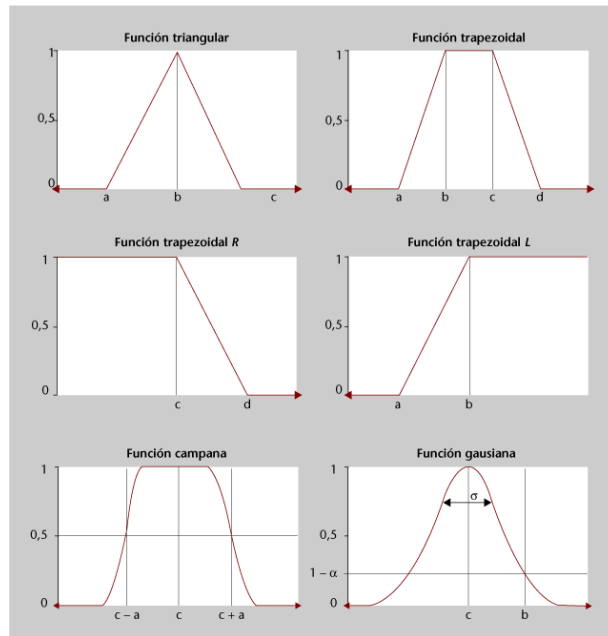 Función triangular
1
0,5
0
a b c
Función trapezoidal
1
0,5
0
a b c d
Función trapezoidal R
1
0,5
0
c d
Función trapezoidal L
1
0,5
0
a b
Función campana
1
0,5
0
c – a c c + a
Función gausiana
1
σ
0,5
1 – α
0
c b